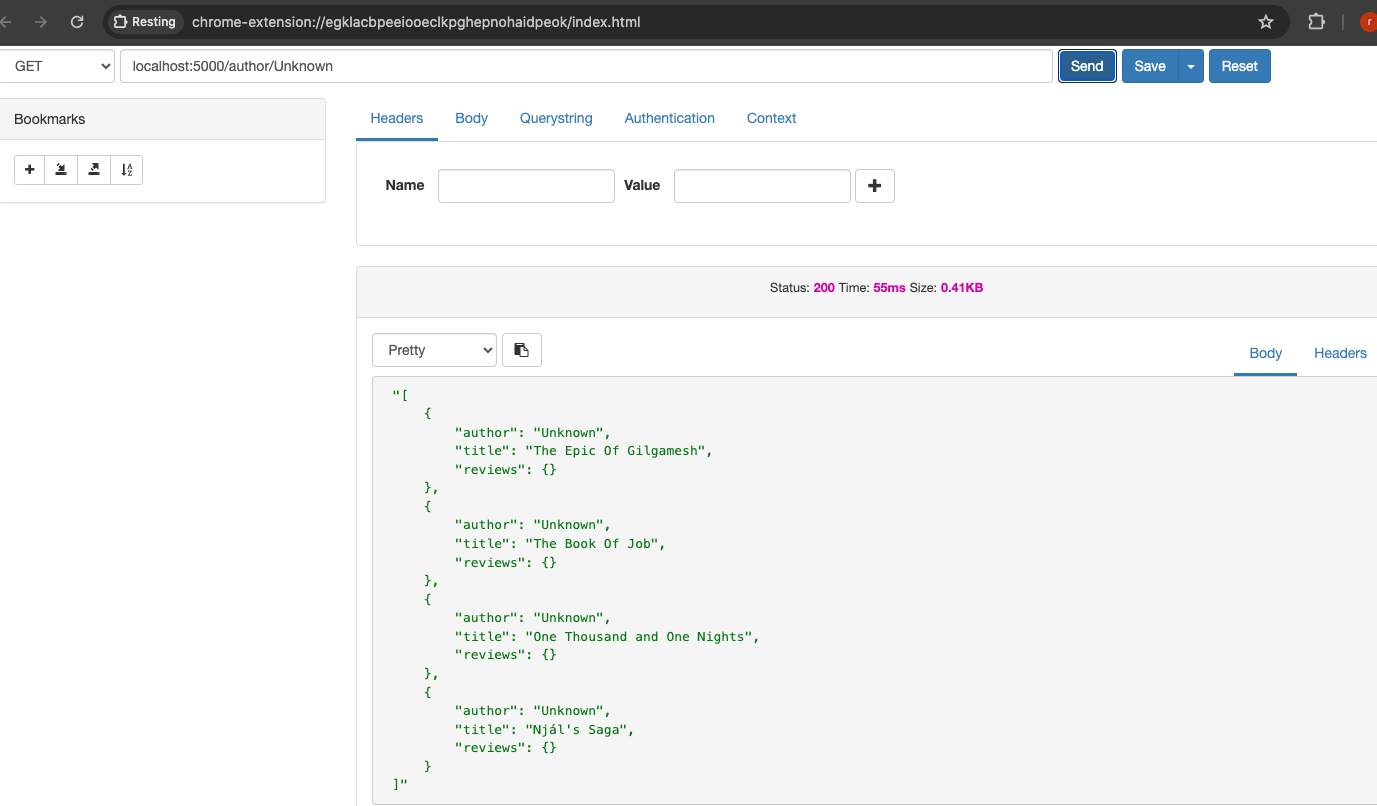 Resting chrome-extension://egklacbpeeiooeclkpghepnohaidpeok/index.html r
GET localhost:5000/author/Unknown Send Save Reset
Bookmarks
Headers Body Querystring Authentication Context
Name Value
Status: 200 Time: 55ms Size: 0.41KB
Pretty
Body Headers
"[
    {
        "author": "Unknown",
        "title": "The Epic Of Gilgamesh",
        "reviews": {}
    },
    {
        "author": "Unknown",
        "title": "The Book Of Job",
        "reviews": {}
    },
    {
        "author": "Unknown",
        "title": "One Thousand and One Nights",
        "reviews": {}
    },
    {
        "author": "Unknown",
        "title": "Njál's Saga",
        "reviews": {}
    }
]"